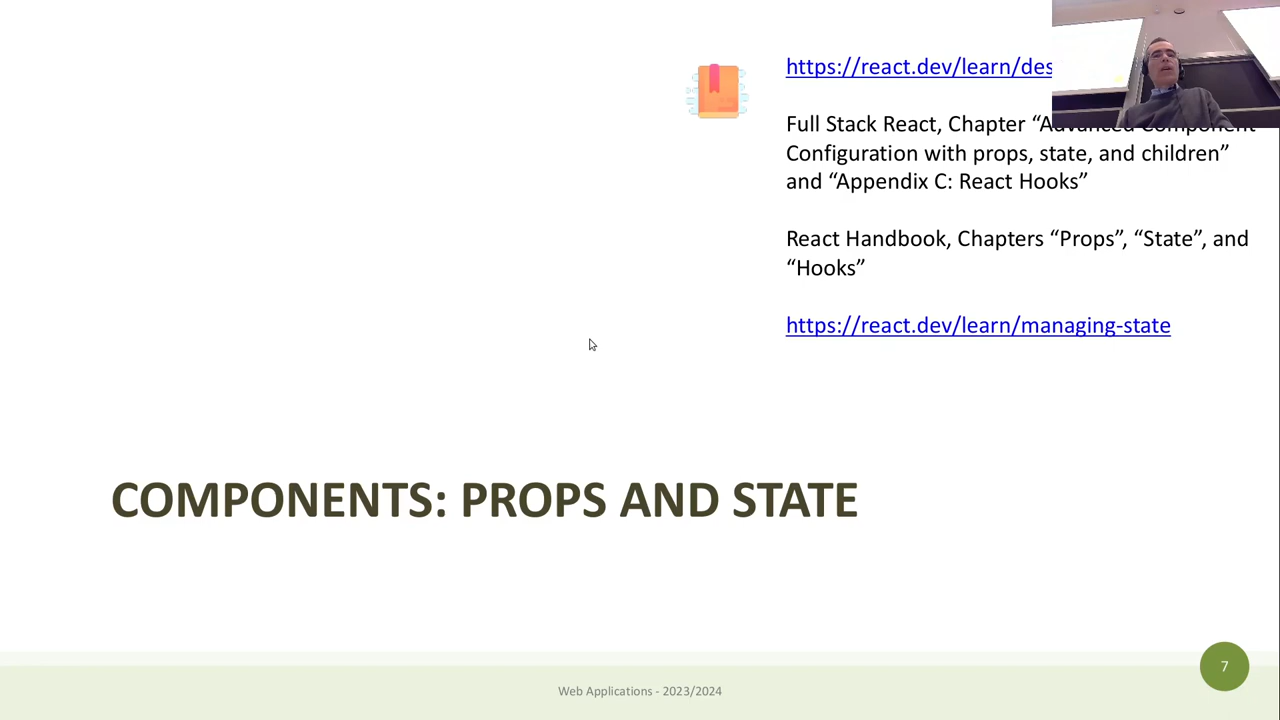 https://react.dev/learn/des
Full Stack React, Chapter “Advanced Component
Configuration with props, state, and children”
and “Appendix C: React Hooks”
React Handbook, Chapters “Props”, “State”, and
“Hooks”
https://react.dev/learn/managing-state
COMPONENTS: PROPS AND STATE
7
Web Applications - 2023/2024